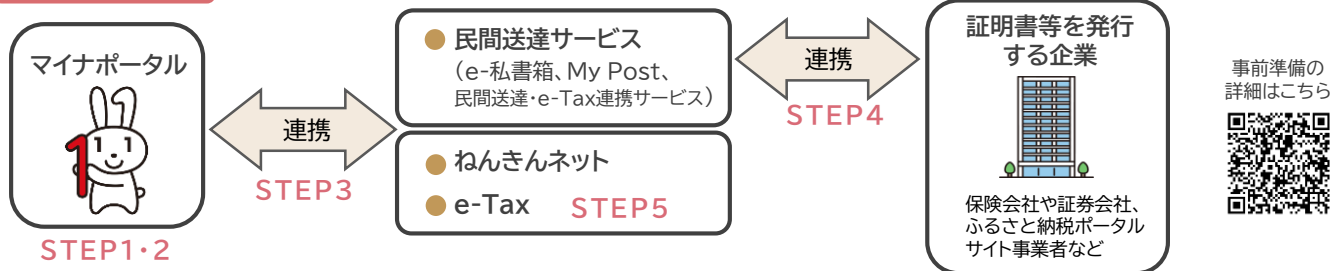 マイナポータル
1
STEP1・2
連携
STEP3
● 民間送達サービス
（e-私書箱、My Post、
民間送達・e-Tax連携サービス）
● ねんきんネット
● e-Tax STEP5
連携
STEP4
証明書等を発行
する企業
保険会社や証券会社、
ふるさと納税ポータル
サイト事業者など
事前準備の
詳細はこちら